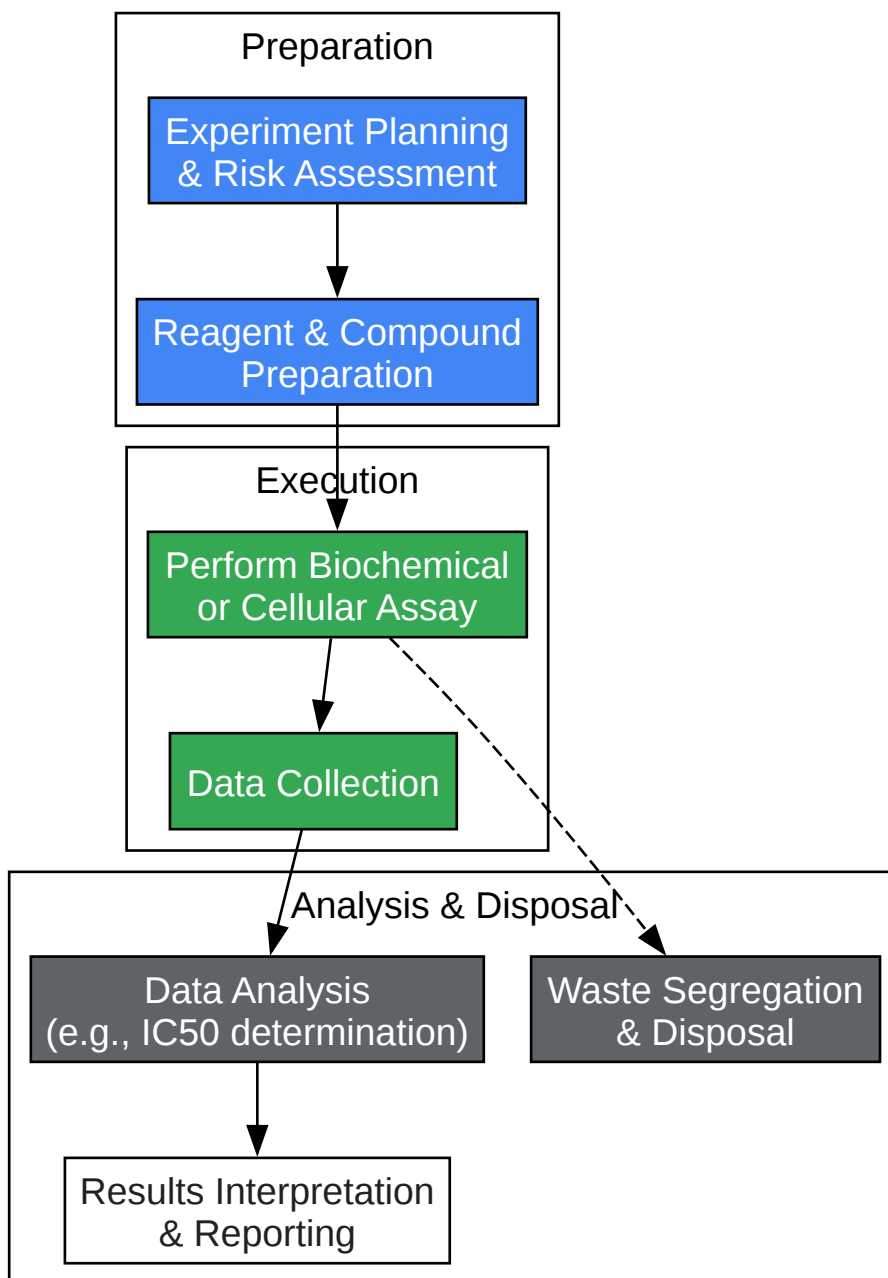 Preparation
Experiment Planning
& Risk Assessment
Reagent & Compound
Preparation
Execution
Perform Biochemical
or Cellular Assay
Data Collection
Analysis & Disposal
Data Analysis
(e.g., IC50 determination)
Waste Segregation
& Disposal
Results Interpretation
& Reporting